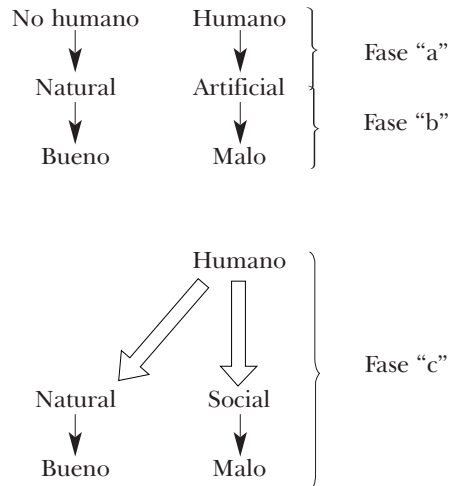 No humano Humano
Fase “a”
Natural Artificial
Fase “b”
Bueno Malo
Humano
Fase “c”
Natural Social
Bueno Malo